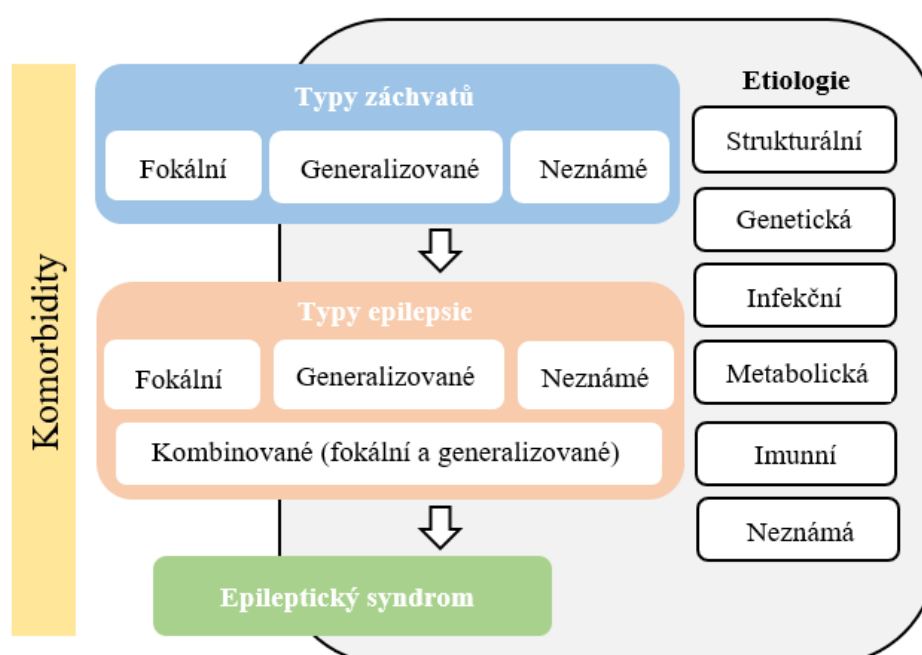 Komorbidity
Typy záchvatů
Fokální
Generalizované
Neznámé
Typy epilepsie
Fokální
Generalizované
Neznámé
Kombinované (fokální a generalizované)
Epileptický syndrom
Etiologie
Strukturální
Genetická
Infekční
Metabolická
Imunní
Neznámá